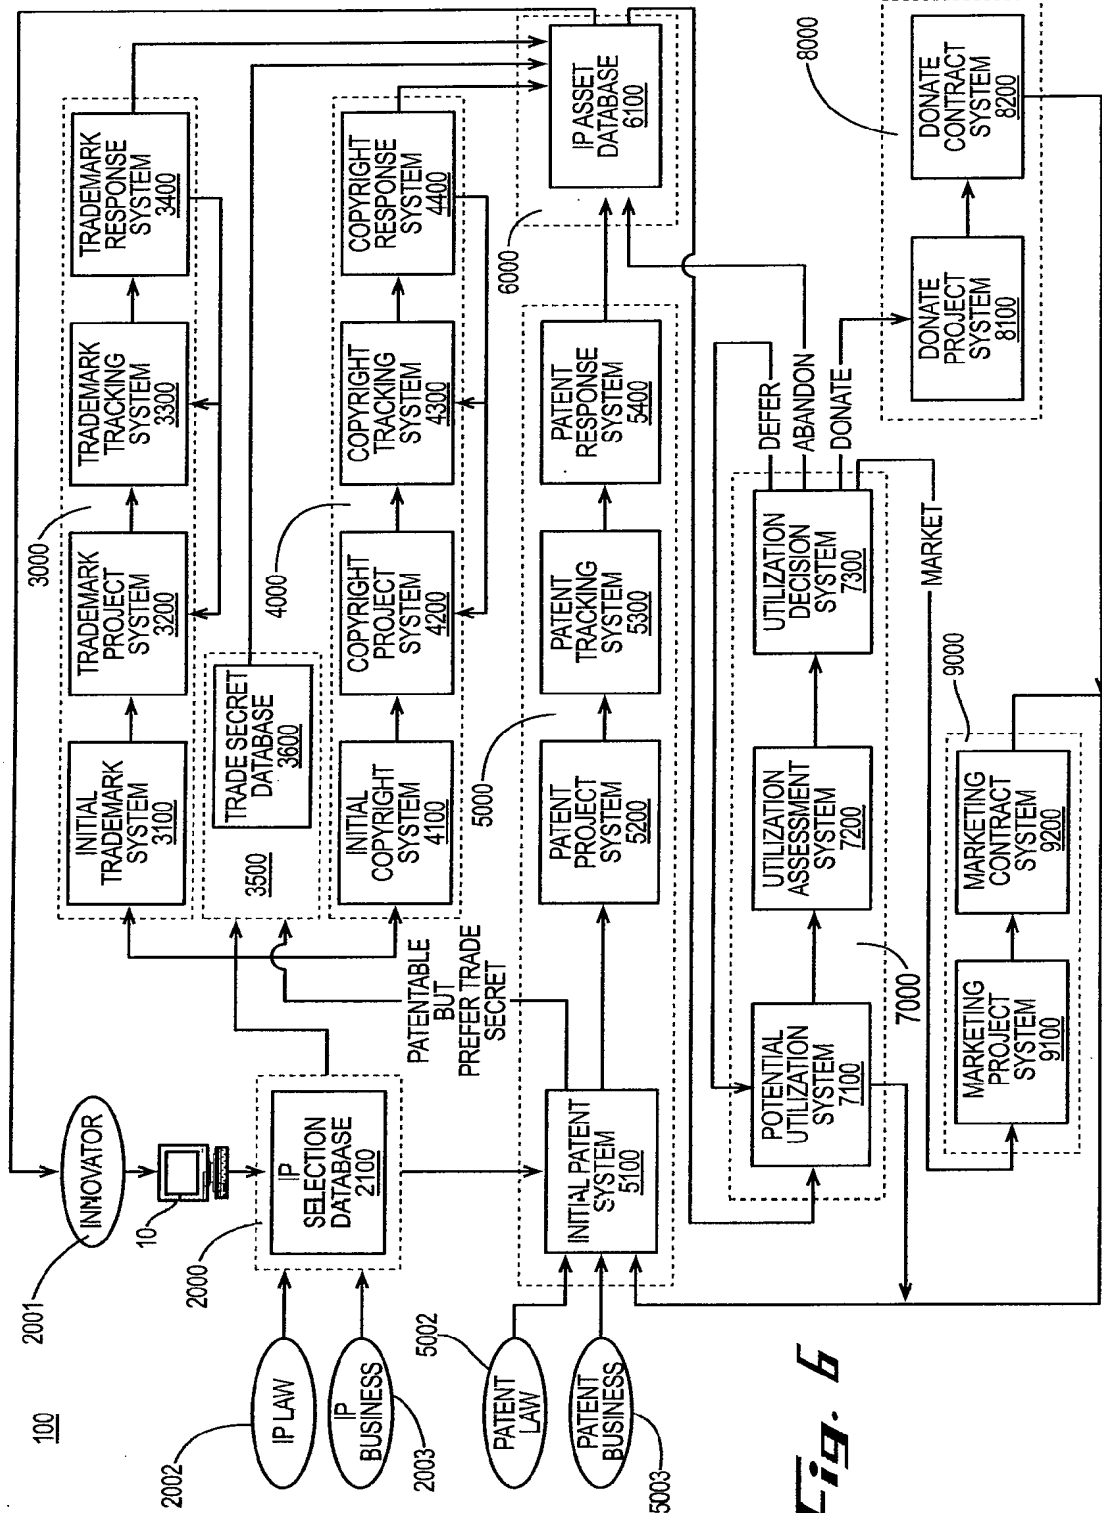 100
2001
INNOVATOR
10
2000
IP
SELECTION
DATABASE
2100
2002
IP LAW
IP
BUSINESS
2003
3000
INITIAL
TRADEMARK
SYSTEM
3100
TRADEMARK
PROJECT
SYSTEM
3200
TRADEMARK
TRACKING
SYSTEM
3300
TRADEMARK
RESPONSE
SYSTEM
3400
3500
TRADE SECRET
DATABASE
3600
4000
INITIAL
COPYRIGHT
SYSTEM
4100
COPYRIGHT
PROJECT
SYSTEM
4200
COPYRIGHT
TRACKING
SYSTEM
4300
COPYRIGHT
RESPONSE
SYSTEM
4400
PATENTABLE
BUT
PREFER TRADE
SECRET
5002
PATENT
LAW
PATENT
BUSINESS
5003
5000
INITIAL PATENT
SYSTEM
5100
PATENT
PROJECT
SYSTEM
5200
PATENT
TRACKING
SYSTEM
5300
PATENT
RESPONSE
SYSTEM
5400
6000
IP ASSET
DATABASE
6100
7000
POTENTIAL
UTILIZATION
SYSTEM
7100
UTILIZATION
ASSESSMENT
SYSTEM
7200
UTILIZATION
DECISION
SYSTEM
7300
DEFER
ABANDON
DONATE
MARKET
8000
DONATE
PROJECT
SYSTEM
8100
DONATE
CONTRACT
SYSTEM
8200
9000
MARKETING
PROJECT
SYSTEM
9100
MARKETING
CONTRACT
SYSTEM
9200
Fig. 6